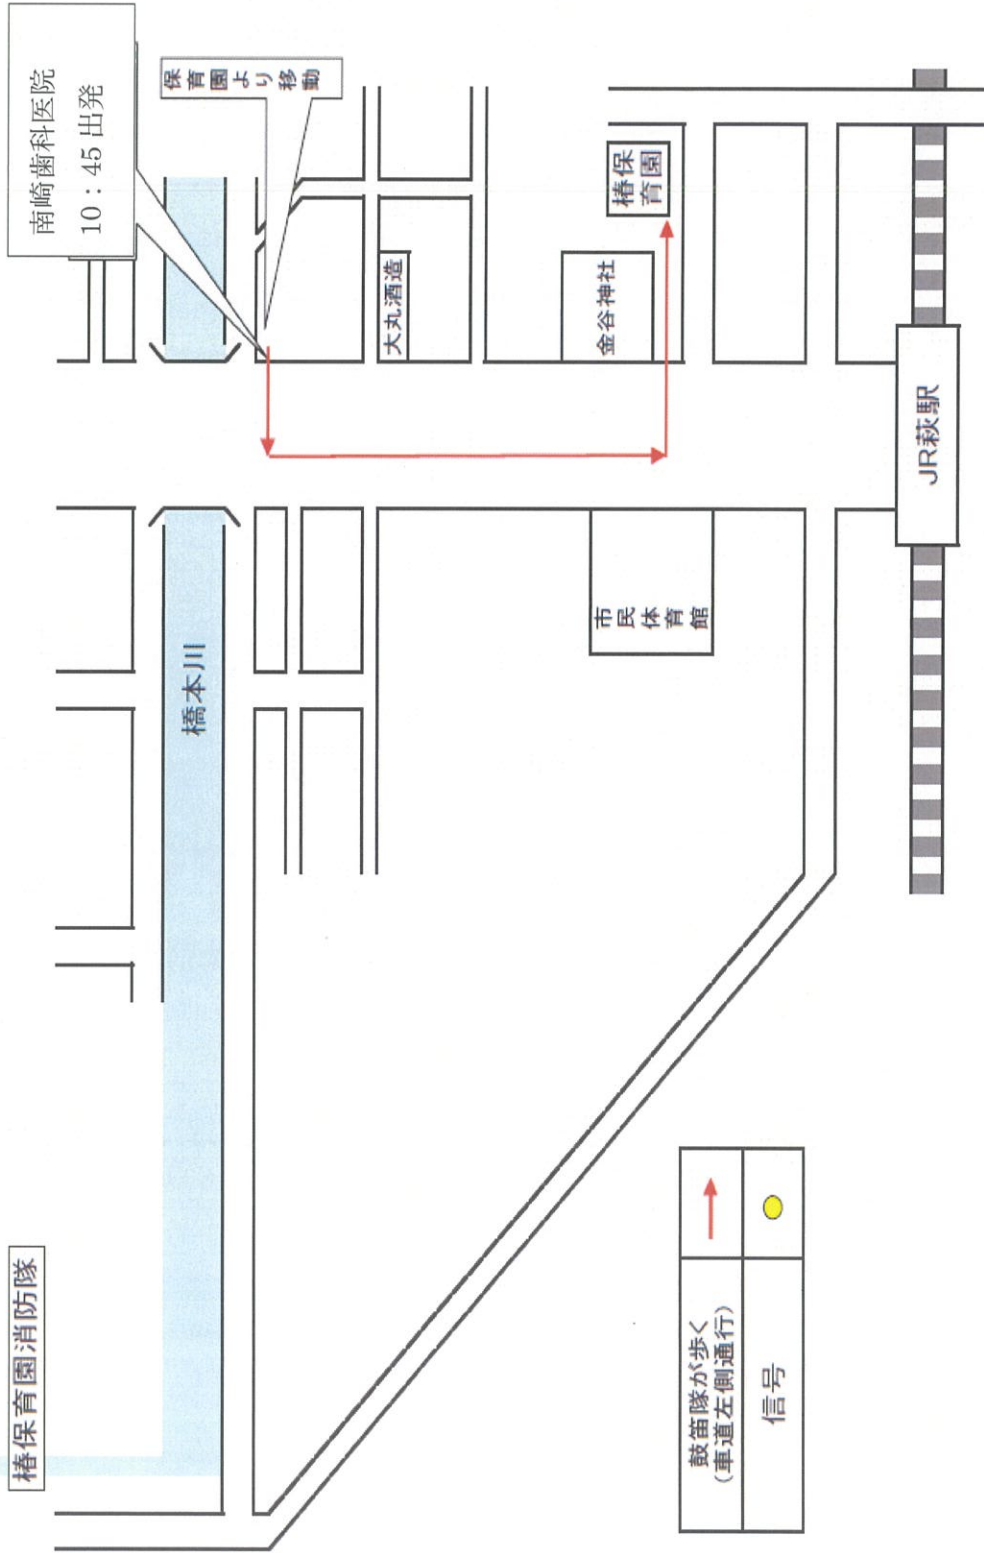 椿保育園消防隊
南崎歯科医院
10：45 出発
保育園より移動
橋本川
大丸酒造
金谷神社
椿保
育園
市民体育館
JR萩駅
鼓笛隊が歩く
（車道左側通行）
信号